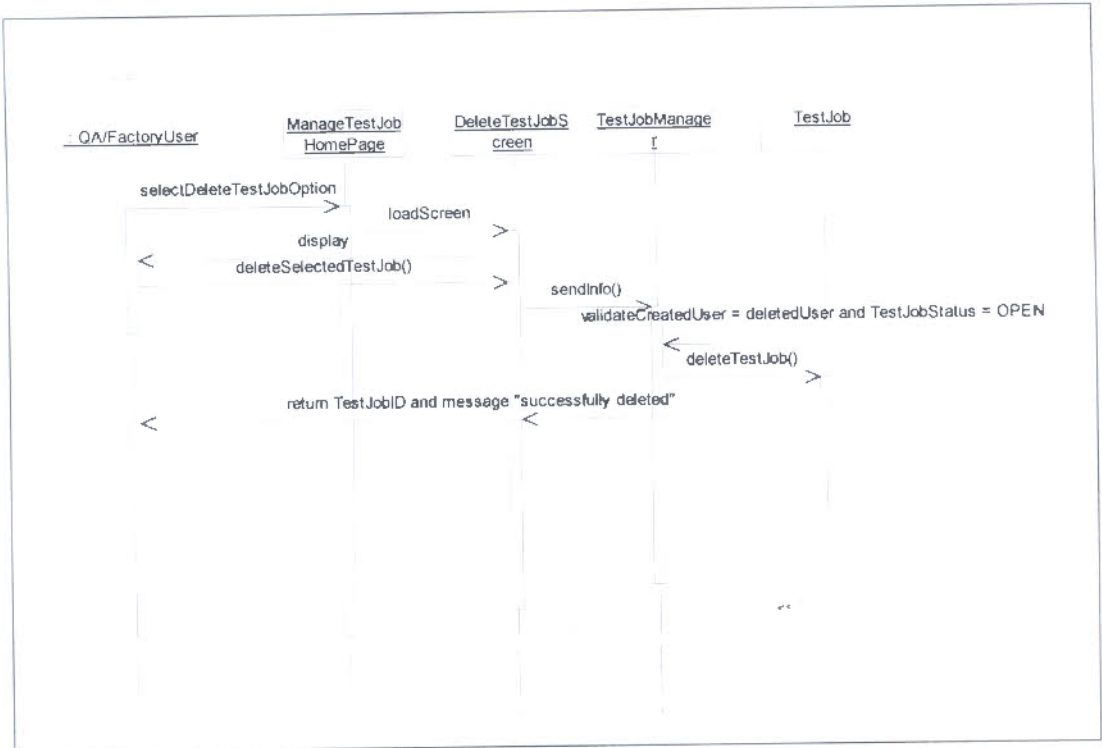 : QA/FactoryUser
ManageTestJob
HomePage
DeleteTestJobS
creen
TestJobManage
r
TestJob
selectDeleteTestJobOption
loadScreen
display
deleteSelectedTestJob()
sendInfo()
validateCreatedUser = deletedUser and TestJobStatus = OPEN
deleteTestJob()
return TestJobID and message "successfully deleted"